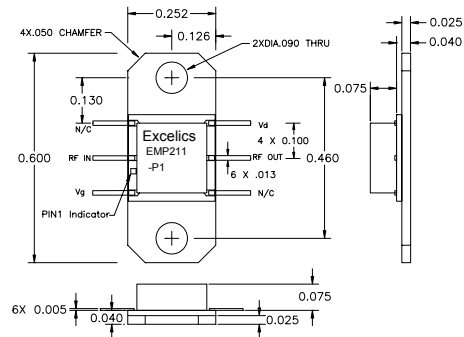 0.252
0.126
4X.050 CHAMFER
2XDIA.090 THRU
0.025
0.040
0.075
0.130
N/C
Vd
4 X 0.100
Excelics
EMP211
-P1
RF IN
RF OUT
0.600
0.460
6 X .013
Vg
N/C
PIN1 Indicator
0.075
6X 0.005
0.040
0.025